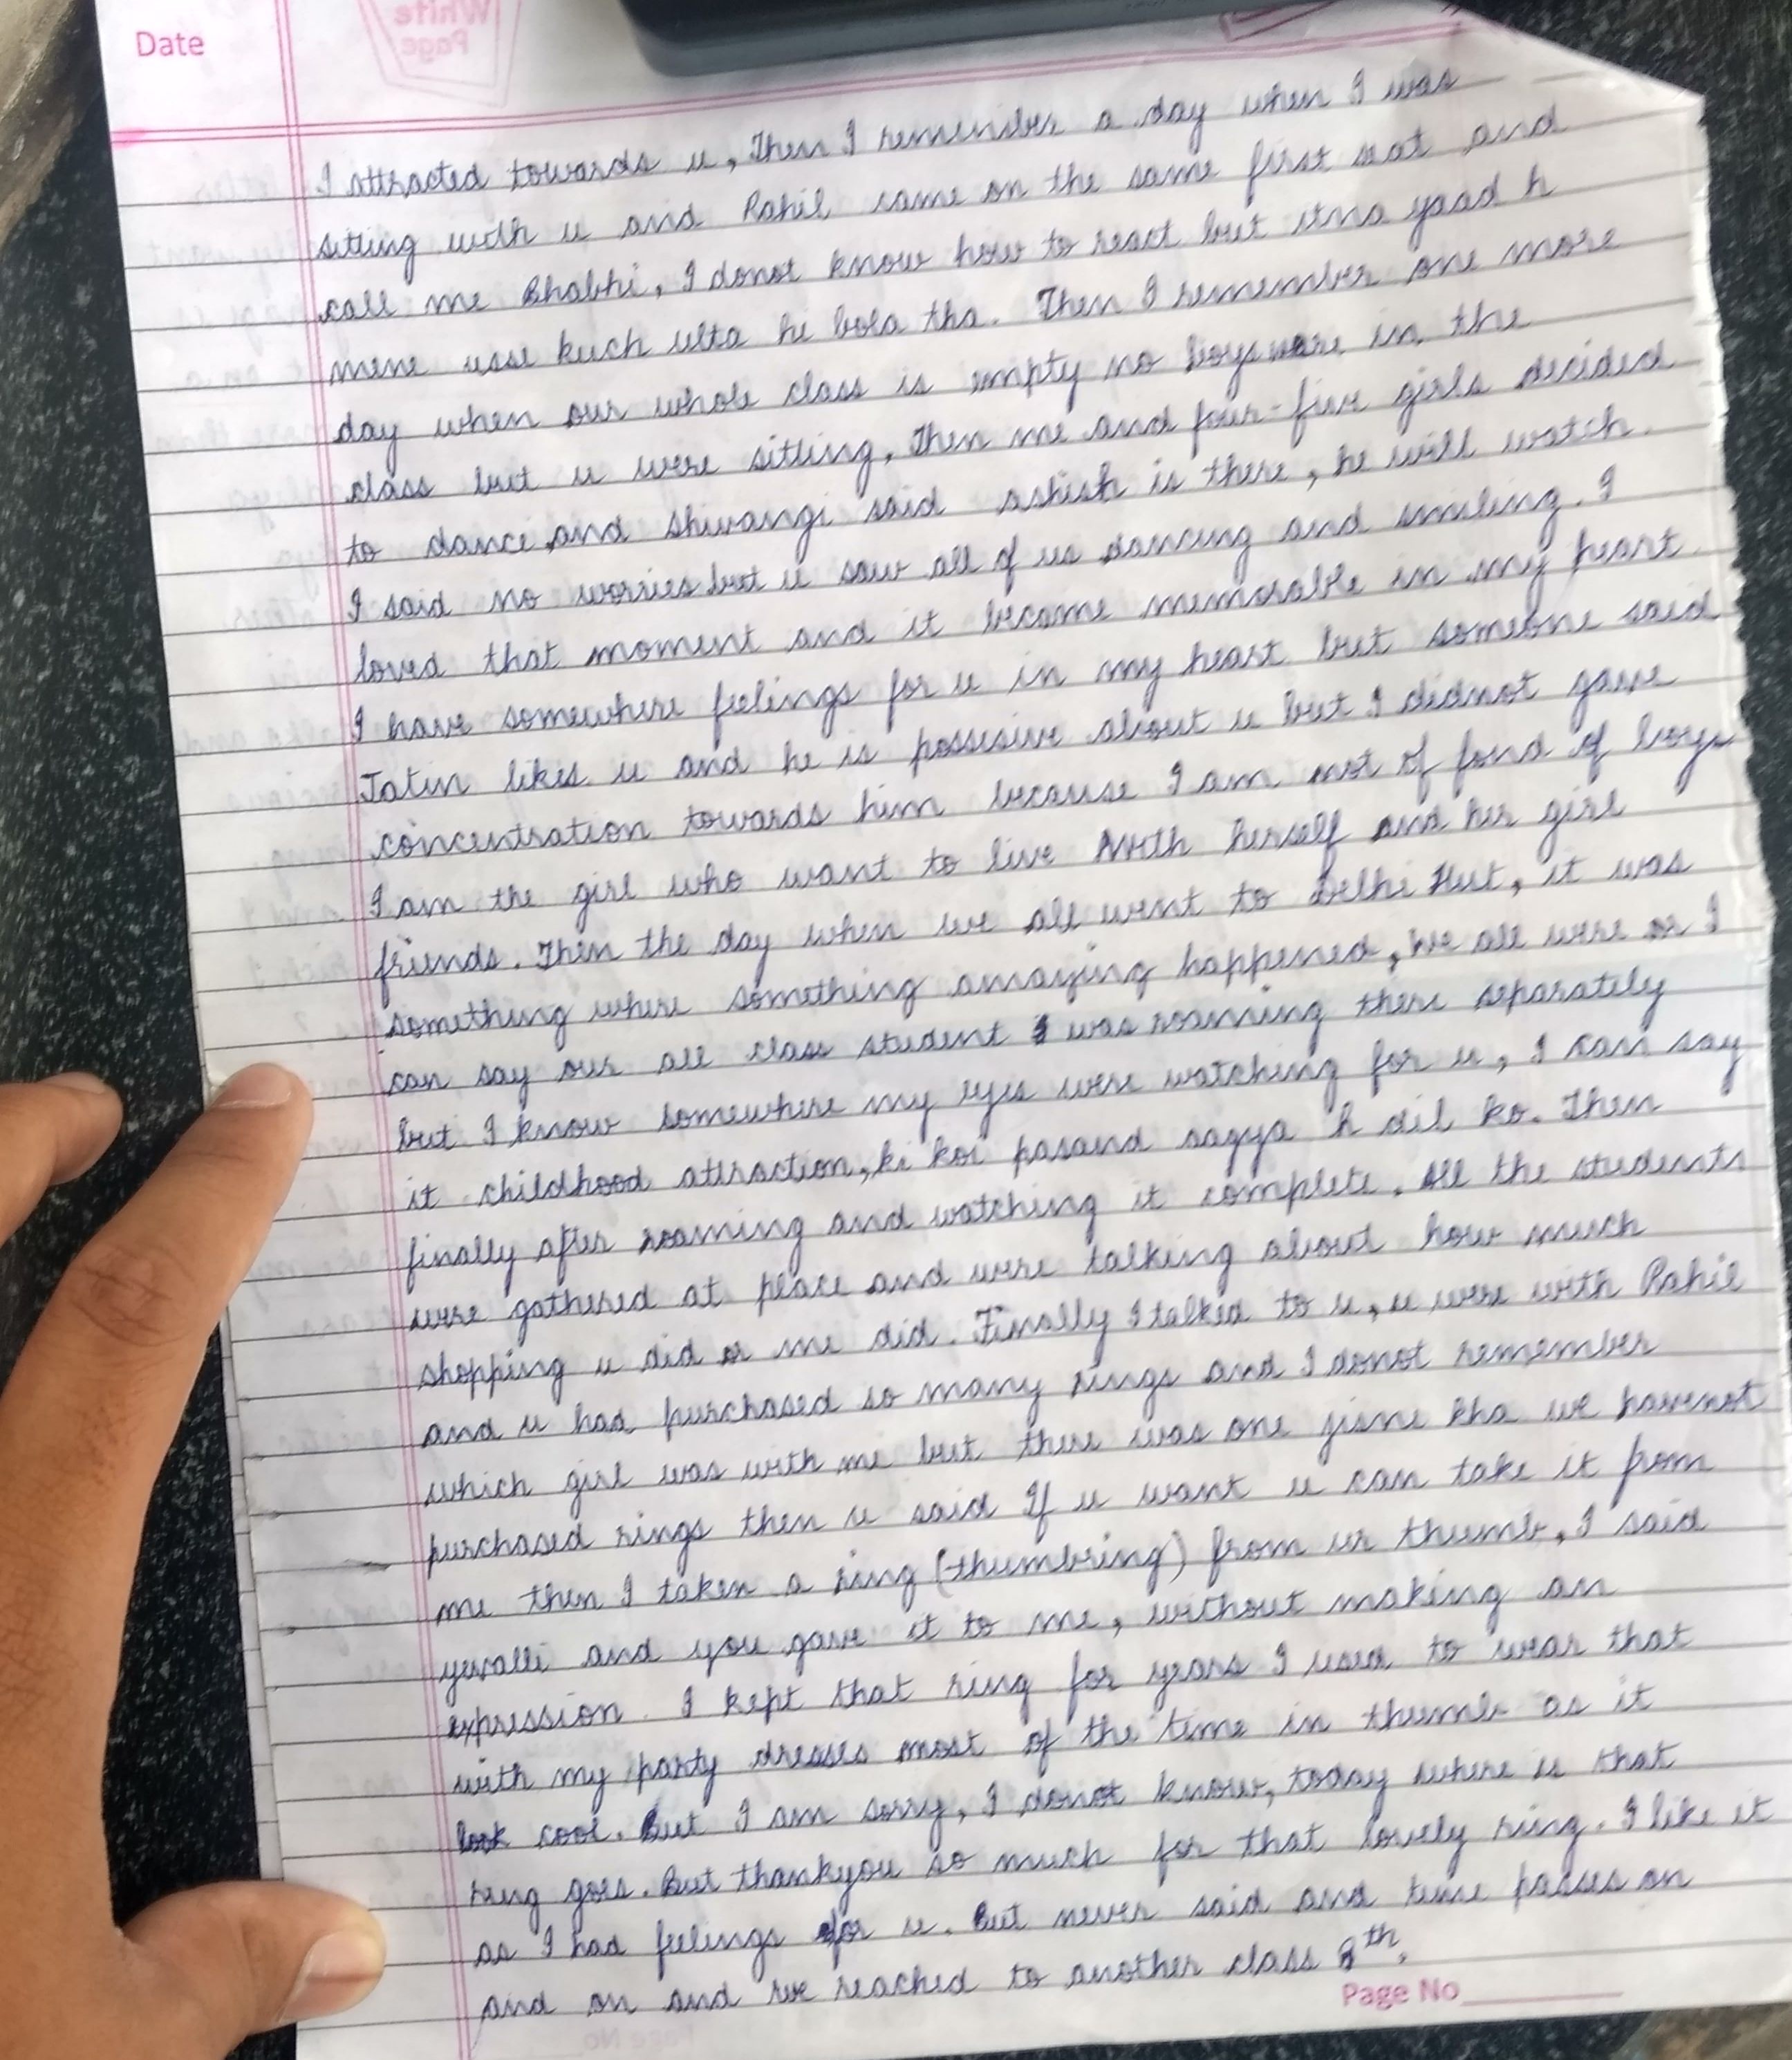 Date
White
Page
I attracted towards u, Then I remember a day when I was
sitting with u and Rahil came on the same first seat and
call me Bhabhi, I donot know how to react but itna yaad h
mene usse kuch ulta hi bola tha. Then I remember one more
day when our whole class is empty no boys were in the
class but u were sitting, Then me and four-five girls decided
to dance and Shivangi said ashish is there, he will watch.
I said no worries but u saw all of us dancing and smiling. I
loved that moment and it became memorable in my heart
I have somewhere feelings for u in my heart but someone said
Jatin likes u and he is possesive about u but I didnot gave
concentration towards him because I am not of fond of boys
I am the girl who want to live with herself and her girl
friends. Then the day when we all went to Delhi Hut, it was
something where something amazing happened, We all were or I
can say our all class student I was roaming there separately
but I know somewhere my eyes were watching for u, I can say
it childhood attraction, ki koi pasand aagya h dil ko. Then
finally after roaming and watching it complete. All the students
were gathered at place and were talking about how much
shopping u did or me did. Finally I talked to u, u were with Rahil
and u had purchased so many rings and I donot remember
which girl was with me but there was one jisne kha we havenot
purchased rings then u said If u want u can take it from
me then I taken a ring (thumbring) from ur thumb, I said
yevalli and you gave it to me, without making an
expression. I kept that ring for years I used to wear that
with my party dresses most of the time in thumb as it
look cool. But I am sorry, I donot know, today where is that
ring goes. But thankyou so much for that lovely ring. I like it
as I had feelings for u. But never said and time passes on
and on and we reached to another class 8th.
Page No